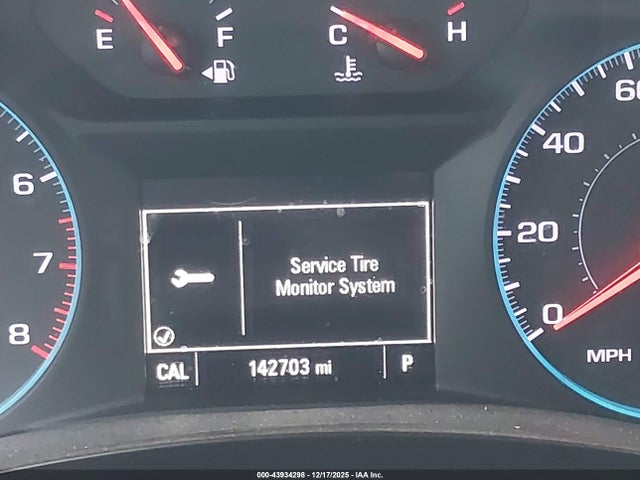 E F C H
60
6 40
7 20
8 0
MPH
Service Tire
Monitor System
CAL 142703 mi P
000-43934298 - 12/17/2025 - IAA Inc.